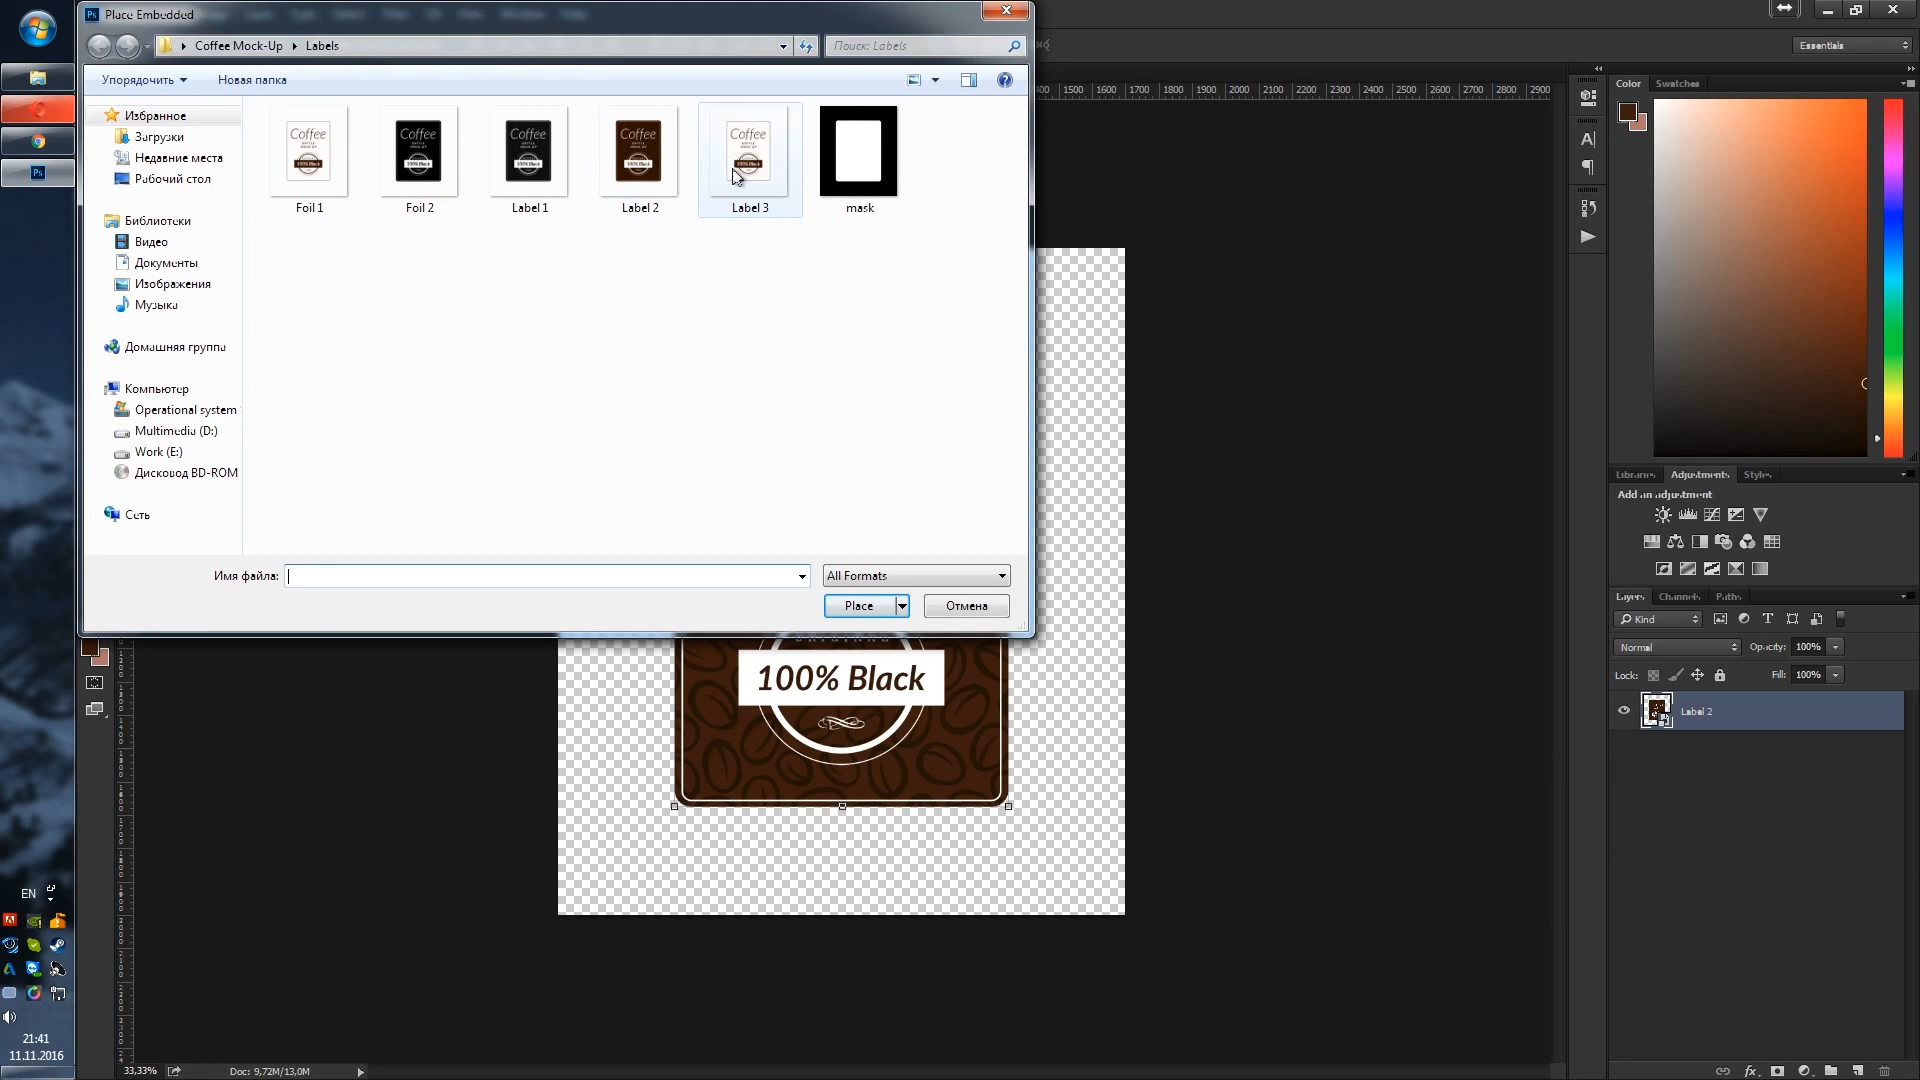 Place Embedded
Coffee Mock-Up
Labels
Поиск: Labels
Упорядочить
Новая папка
Essentials
Избранное
Загрузки
Недавние места
Рабочий стол
Библиотеки
Видео
Документы
Изображения
Музыка
Домашняя группа
Компьютер
Operational system
Multimedia (D:)
Work (E:)
Дисковод BD-ROM
Сеть
Coffee
100% Black
Foil 1
Coffee
100% Black
Foil 2
Coffee
100% Black
Label 1
Coffee
100% Black
Label 2
Coffee
100% Black
Label 3
mask
Имя файла:
All Formats
Place
Отмена
1500 1600 1700 1800 1900 2000 2100 2200 2300 2400 2500 2600 2700 2800 2900
100% Black
Color
Swatches
Libraries
Adjustments
Styles
Add an adjustment
Layers
Channels
Paths
Kind
Normal
Opacity: 100%
Lock:
Fill: 100%
Label 2
EN
21:41
11.11.2016
33,33%
Doc: 9,72M/13,0M